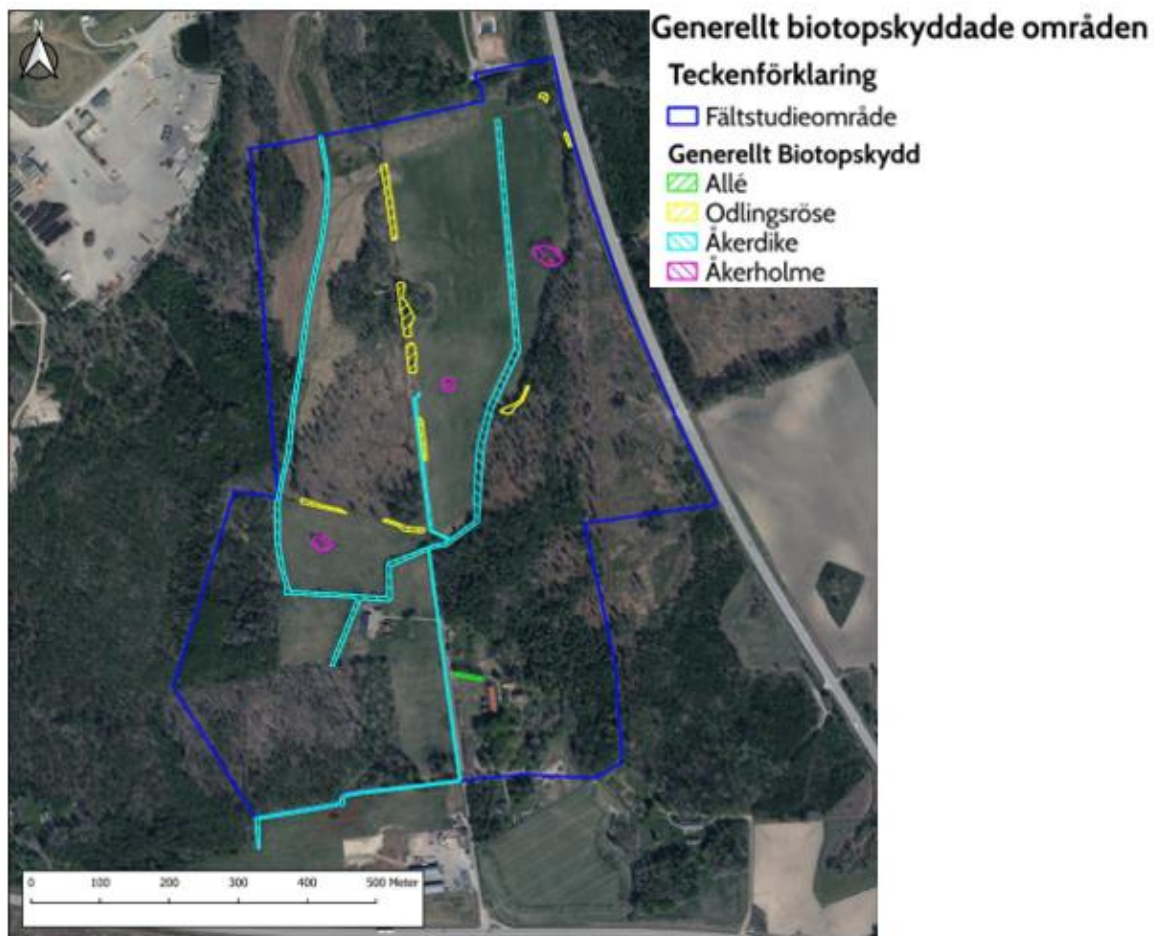 Generellt biotopskyddade områden
Teckenförklaring
Fältstudieområde
Generellt Biotopskydd
Allé
Odlingsröse
Åkerdike
Åkerholme
N
0 100 200 300 400 500 Meter